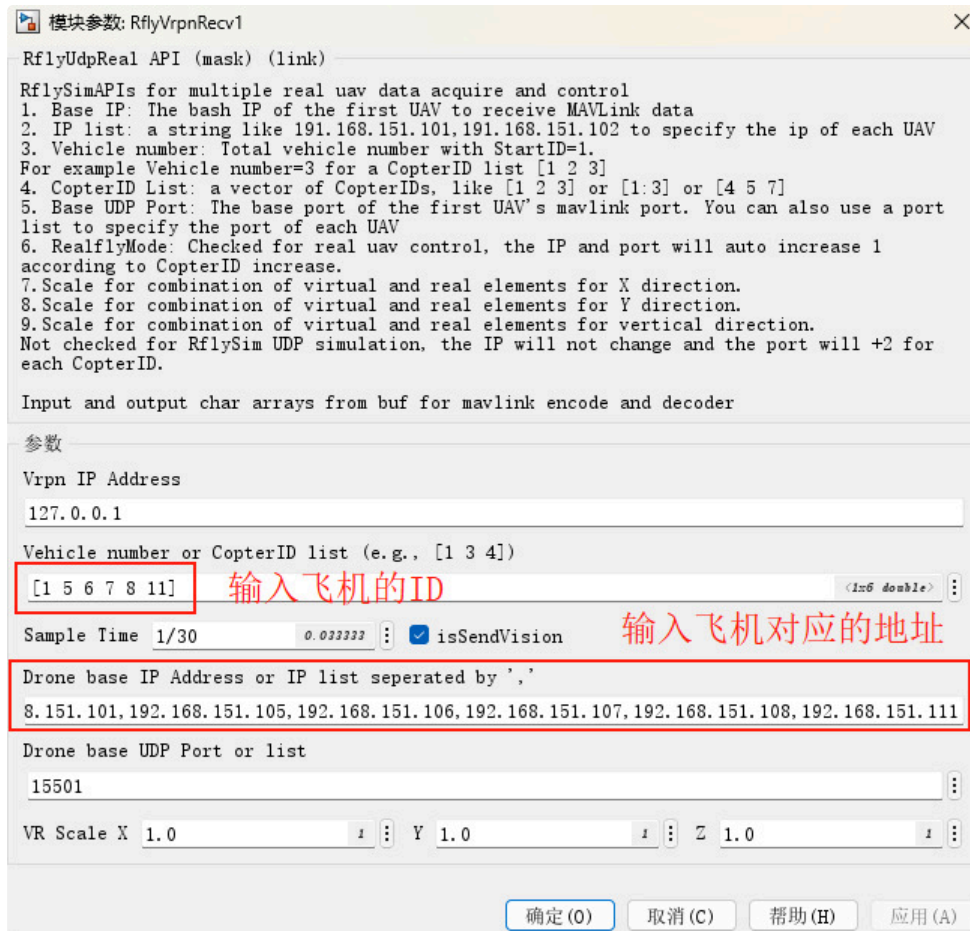 模块参数: RflyVrpnRecv1
RflyUdpReal API (mask) (link)
RflySimAPIs for multiple real uav data acquire and control
1. Base IP: The bash IP of the first UAV to receive MAVLink data
2. IP list: a string like 191.168.151.101,191.168.151.102 to specify the ip of each UAV
3. Vehicle number: Total vehicle number with StartID=1.
For example Vehicle number=3 for a CopterID list [1 2 3]
4. CopterID List: a vector of CopterIDs, like [1 2 3] or [1:3] or [4 5 7]
5. Base UDP Port: The base port of the first UAV's mavlink port. You can also use a port
list to specify the port of each UAV
6. RealflyMode: Checked for real uav control, the IP and port will auto increase 1
according to CopterID increase.
7.Scale for combination of virtual and real elements for X direction.
8.Scale for combination of virtual and real elements for Y direction.
9.Scale for combination of virtual and real elements for vertical direction.
Not checked for RflySim UDP simulation, the IP will not change and the port will +2 for
each CopterID.
Input and output char arrays from buf for mavlink encode and decoder
参数
Vrpn IP Address
127.0.0.1
Vehicle number or CopterID list (e.g., [1 3 4])
[1 5 6 7 8 11] 输入飞机的ID <1x6 double>
Sample Time 1/30 0.033333 isSendVision 输入飞机对应的地址
Drone base IP Address or IP list seperated by ','
8.151.101,192.168.151.105,192.168.151.106,192.168.151.107,192.168.151.108,192.168.151.111
Drone base UDP Port or list
15501
VR Scale X 1.0 1 Y 1.0 1 Z 1.0 1
确定(O) 取消(C) 帮助(H) 应用(A)